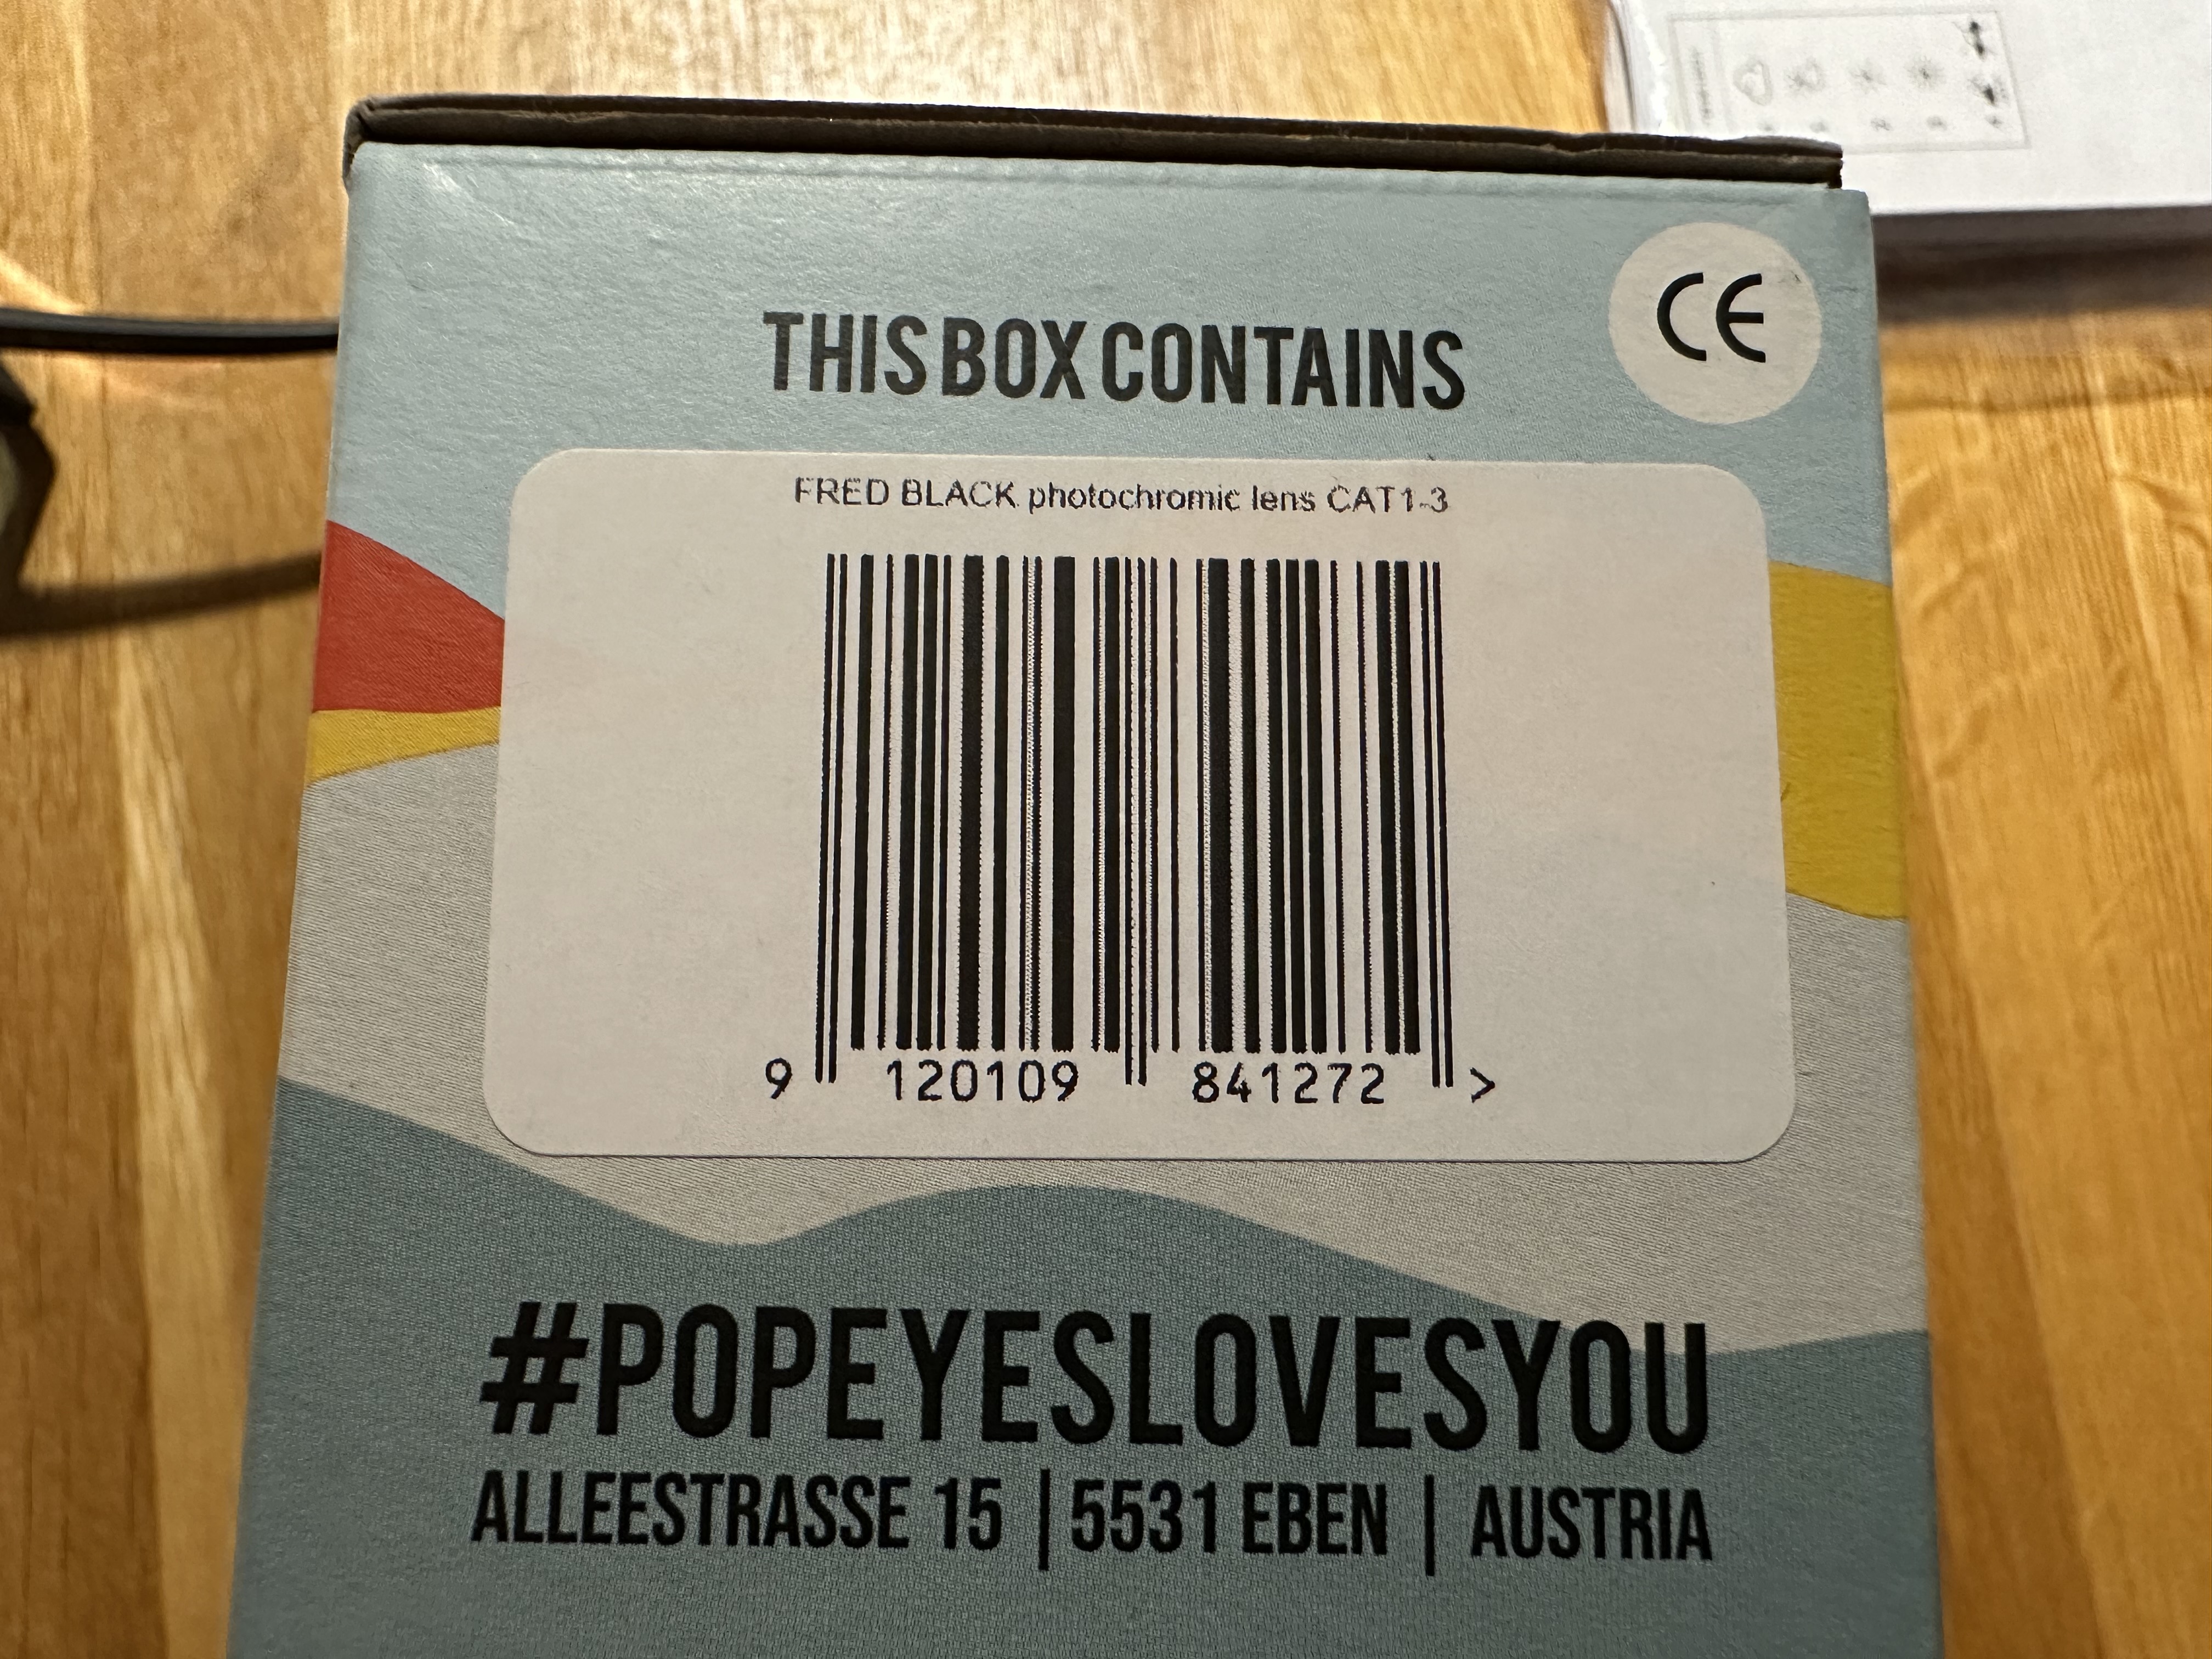 CE
THIS BOX CONTAINS
FRED BLACK photochromic lens CAT1-3
9 120109 841272 >
#POPEYESLOVESYOU
ALLEESTRASSE 15 | 5531 EBEN | AUSTRIA